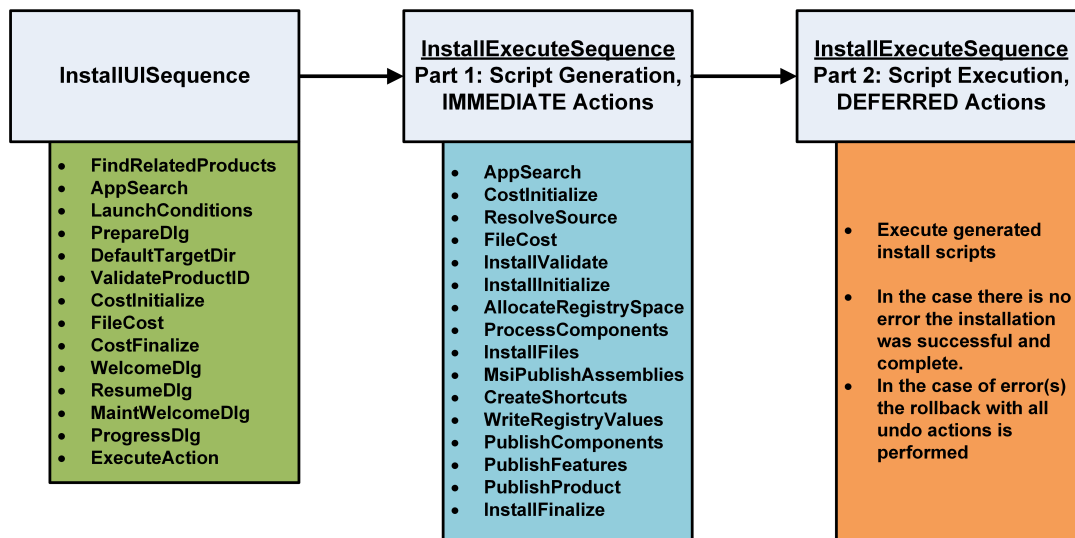 InstallUISequence
• FindRelatedProducts
• AppSearch
• LaunchConditions
• PrepareDlg
• DefaultTargetDir
• ValidateProductID
• CostInitialize
• FileCost
• CostFinalize
• WelcomeDlg
• ResumeDlg
• MaintWelcomeDlg
• ProgressDlg
• ExecuteAction
InstallExecuteSequence
Part 1: Script Generation,
IMMEDIATE Actions
• AppSearch
• CostInitialize
• ResolveSource
• FileCost
• InstallValidate
• InstallInitialize
• AllocateRegistrySpace
• ProcessComponents
• InstallFiles
• MsiPublishAssemblies
• CreateShortcuts
• WriteRegistryValues
• PublishComponents
• PublishFeatures
• PublishProduct
• InstallFinalize
InstallExecuteSequence
Part 2: Script Execution,
DEFERRED Actions
• Execute generated
install scripts
• In the case there is no
error the installation
was successful and
complete.
• In the case of error(s)
the rollback with all
undo actions is
performed